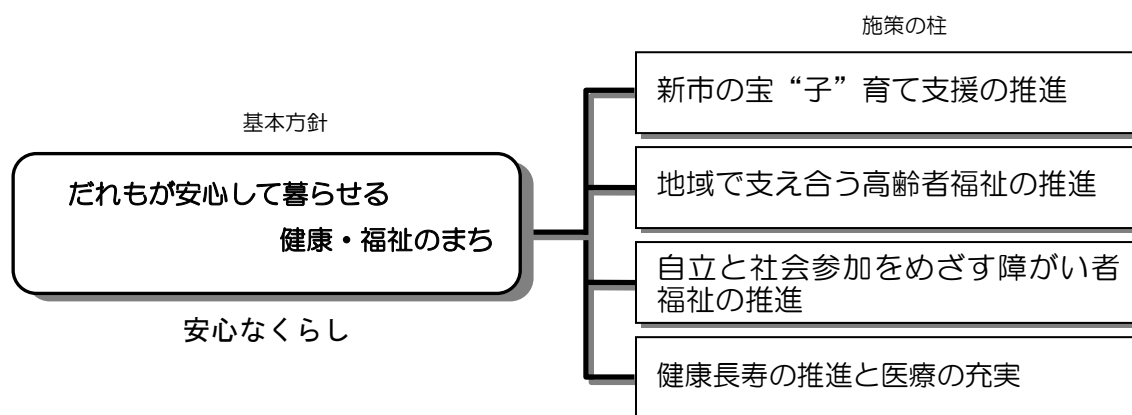 施策の柱
新市の宝“子”育て支援の推進
基本方針
だれもが安心して暮らせる
健康・福祉のまち
安心なくらし
地域で支え合う高齢者福祉の推進
自立と社会参加をめざす障がい者
福祉の推進
健康長寿の推進と医療の充実